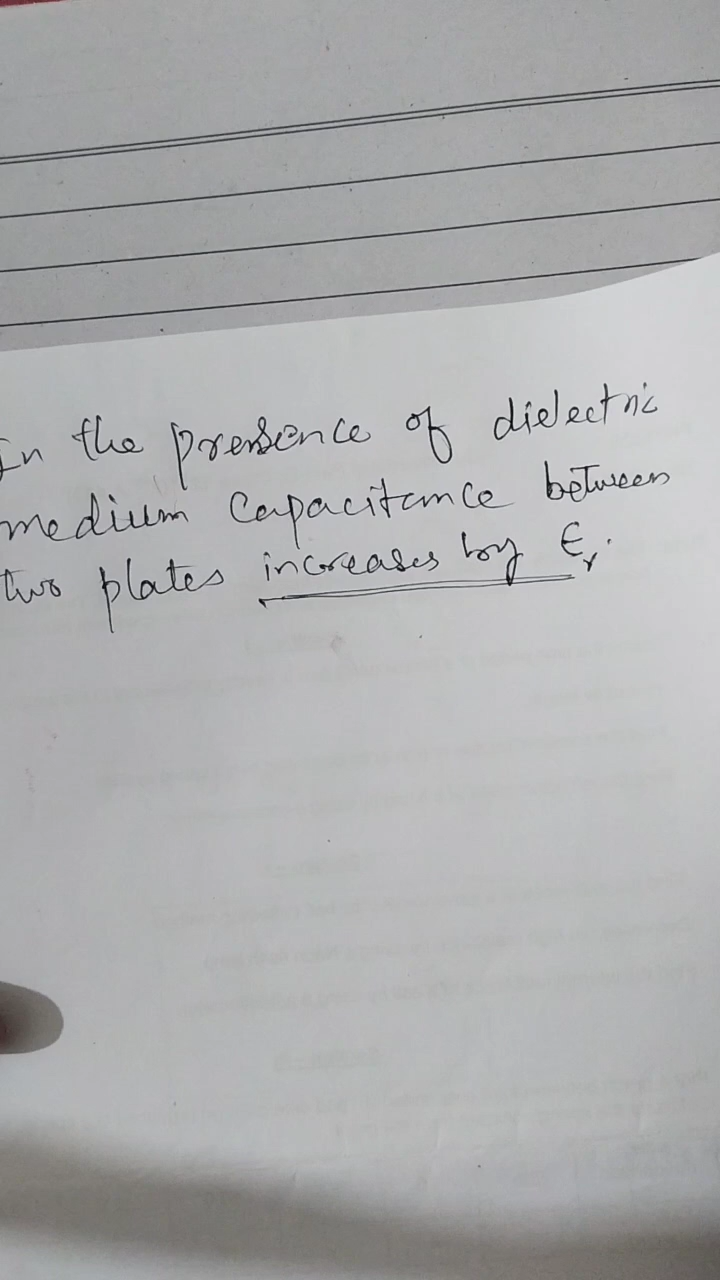 In the presence of dielectric
medium Capacitance between
two plates increases by ϵr.